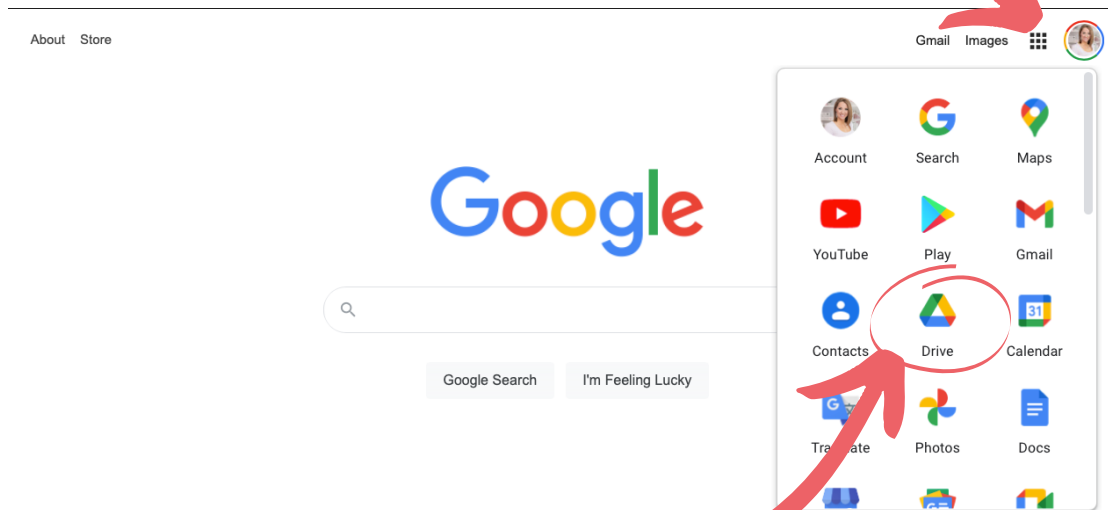 About Store
Gmail Images
Account Search Maps
Google
YouTube Play Gmail
31
Contacts Drive Calendar
Google Search I'm Feeling Lucky
G
Photos Docs